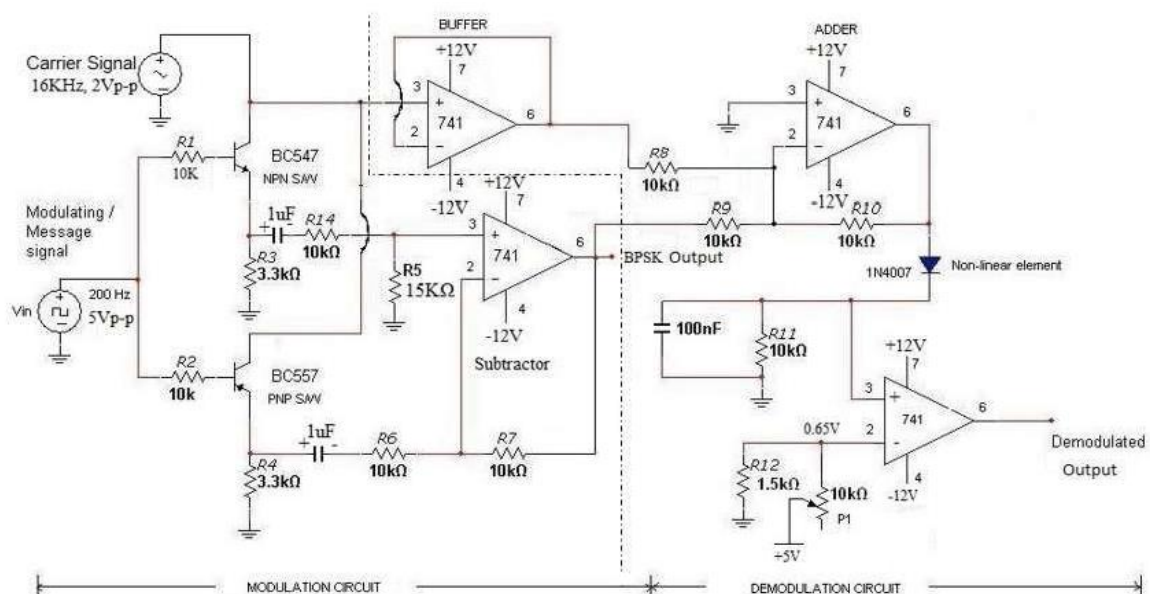 BUFFER
ADDER
+12V
7
3
+
741
2
-
6
4
-12V
Carrier Signal
16KHz, 2Vp-p
+
-
R1
10K
BC547
NPN S/W
Modulating /
Message
signal
+1uF-
R14
10kΩ
R3
3.3kΩ
R5
15KΩ
+12V
7
3
+
741
2
-
6
4
-12V
Subtractor
BPSK Output
R8
10kΩ
R9
10kΩ
+12V
7
3
+
741
2
-
6
4
-12V
R10
10kΩ
1N4007
Non-linear element
Vin
200 Hz
5Vp-p
+
-
R2
10k
BC557
PNP S/W
+1uF-
R6
10kΩ
R7
10kΩ
R4
3.3kΩ
100nF
R11
10kΩ
+12V
7
3
+
741
2
-
6
4
-12V
0.65V
R12
1.5kΩ
10kΩ
P1
+5V
Demodulated
Output
MODULATION CIRCUIT
DEMODULATION CIRCUIT